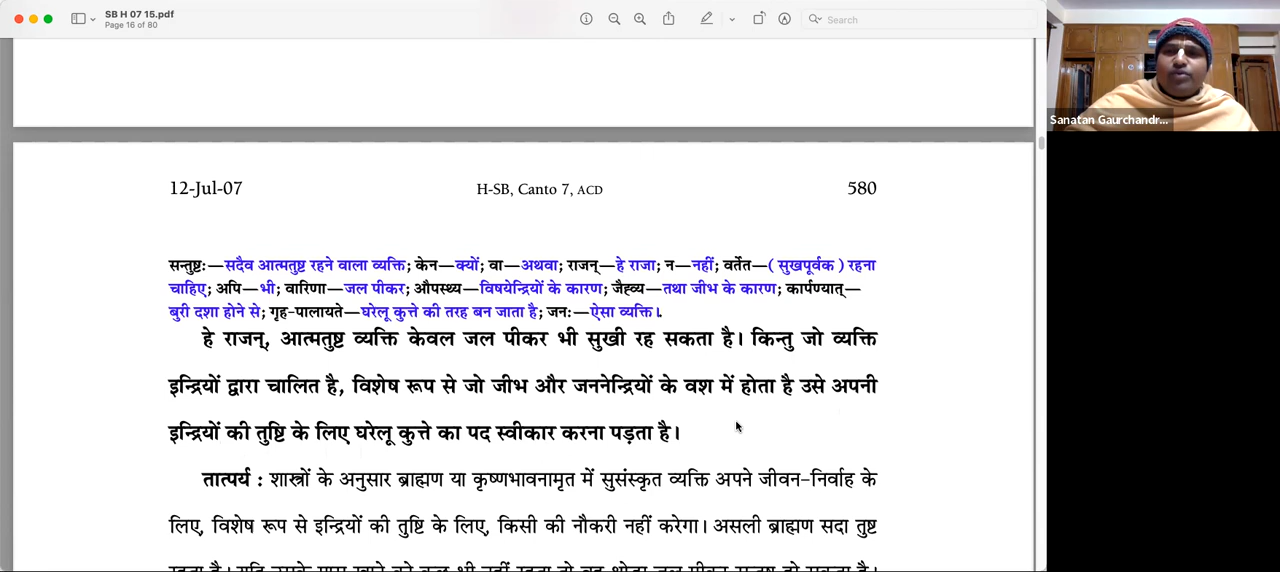 SB H 07 15.pdf
Page 16 of 80
Search
Sanatan Gaurchandr...
12-Jul-07 H-SB, Canto 7, ACD 580
सन्तुष्टः—सदैव आत्मतुष्ट रहने वाला व्यक्ति; केन—क्यों; वा—अथवा; राजन्—हे राजा; न—नहीं; वर्तेत—( सुखपूर्वक ) रहना
चाहिए; अपि—भी; वारिणा—जल पीकर; औपस्थ्य—विषयेन्द्रियों के कारण; जैह्व्य—तथा जीभ के कारण; कार्पण्यात्—
बुरी दशा होने से; गृह-पालायते—घरेलू कुत्ते की तरह बन जाता है; जनः—ऐसा व्यक्ति।.
हे राजन्, आत्मतुष्ट व्यक्ति केवल जल पीकर भी सुखी रह सकता है। किन्तु जो व्यक्ति
इन्द्रियों द्वारा चालित है, विशेष रूप से जो जीभ और जननेन्द्रियों के वश में होता है उसे अपनी
इन्द्रियों की तुष्टि के लिए घरेलू कुत्ते का पद स्वीकार करना पड़ता है।
तात्पर्य : शास्त्रों के अनुसार ब्राह्मण या कृष्णभावनामृत में सुसंस्कृत व्यक्ति अपने जीवन-निर्वाह के
लिए, विशेष रूप से इन्द्रियों की तुष्टि के लिए, किसी की नौकरी नहीं करेगा। असली ब्राह्मण सदा तुष्ट